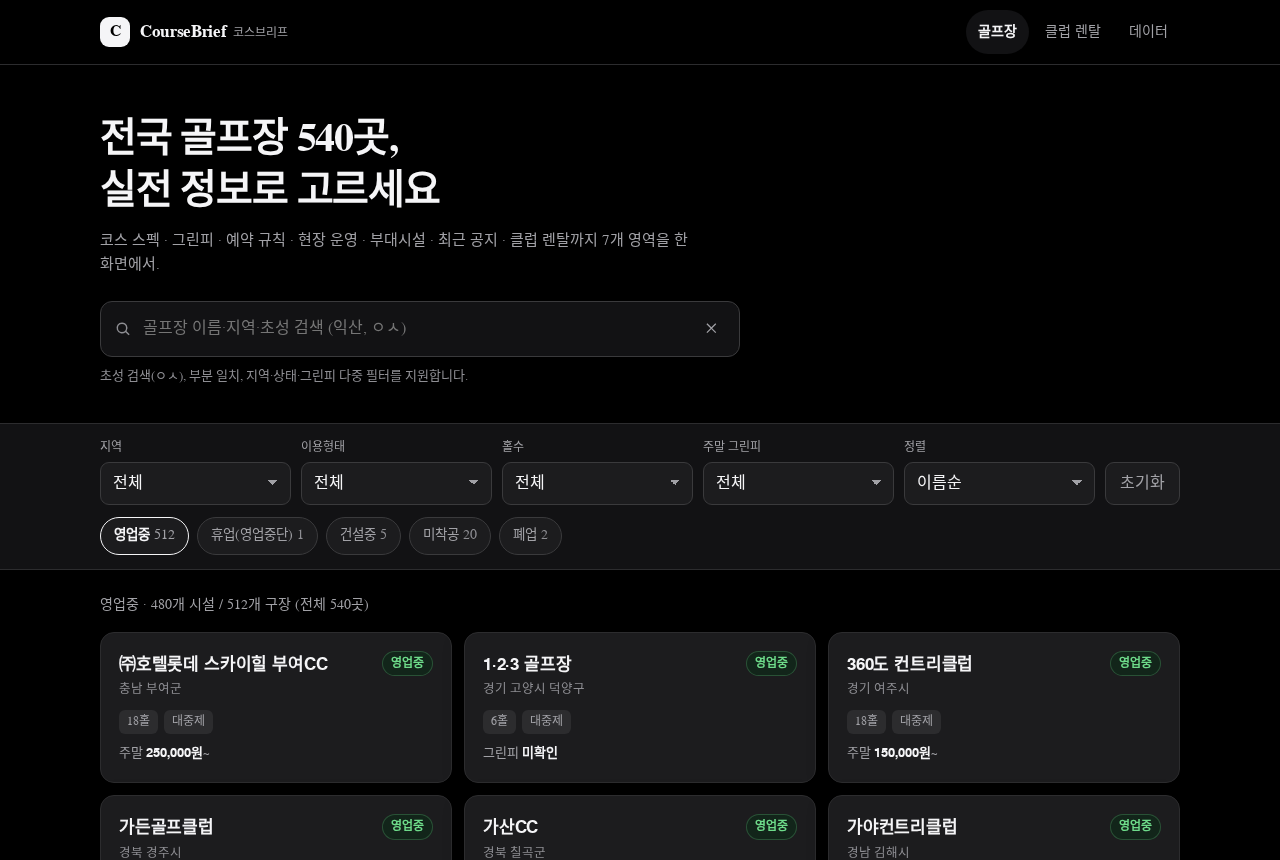 C CourseBrief 코스브리프
골프장 클럽 렌탈 데이터
전국 골프장 540곳,
실전 정보로 고르세요
코스 스펙 · 그린피 · 예약 규칙 · 현장 운영 · 부대시설 · 최근 공지 · 클럽 렌탈까지 7개 영역을 한
화면에서.
골프장 이름·지역·초성 검색 (익산, ㅇㅅ)
초성 검색(ㅇㅅ), 부분 일치, 지역·상태·그린피 다중 필터를 지원합니다.
지역 이용형태 홀수 주말 그린피 정렬
전체 전체 전체 전체 이름순 초기화
영업중 512 휴업(영업중단) 1 건설중 5 미착공 20 폐업 2
영업중 · 480개 시설 / 512개 구장 (전체 540곳)
㈜호텔롯데 스카이힐 부여CC 영업중
충남 부여군
18홀 대중제
주말 250,000원~
1·2·3 골프장 영업중
경기 고양시 덕양구
6홀 대중제
그린피 미확인
360도 컨트리클럽 영업중
경기 여주시
18홀 대중제
주말 150,000원~
가든골프클럽 영업중
경북 경주시
가산CC 영업중
경북 칠곡군
가야컨트리클럽 영업중
경남 김해시